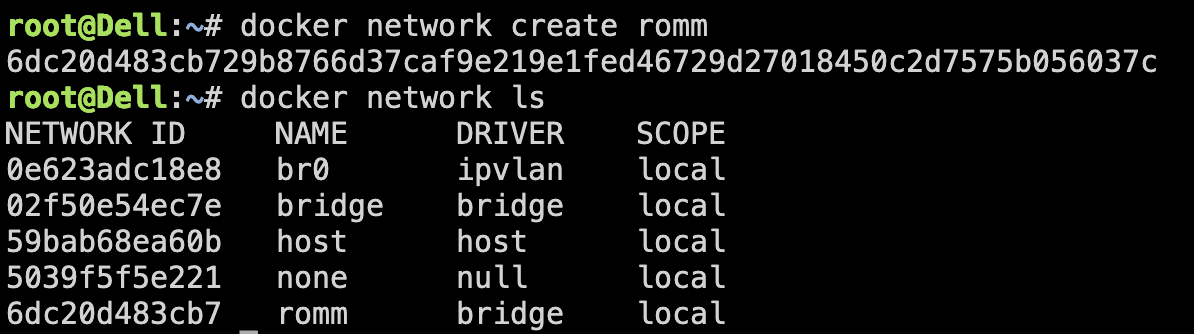 root@Dell:~# docker network create romm
6dc20d483cb729b8766d37caf9e219e1fed46729d27018450c2d7575b056037c
root@Dell:~# docker network ls
NETWORK ID     NAME      DRIVER    SCOPE
0e623adc18e8   br0       ipvlan    local
02f50e54ec7e   bridge    bridge    local
59bab68ea60b   host      host      local
5039f5f5e221   none      null      local
6dc20d483cb7 _ romm      bridge    local